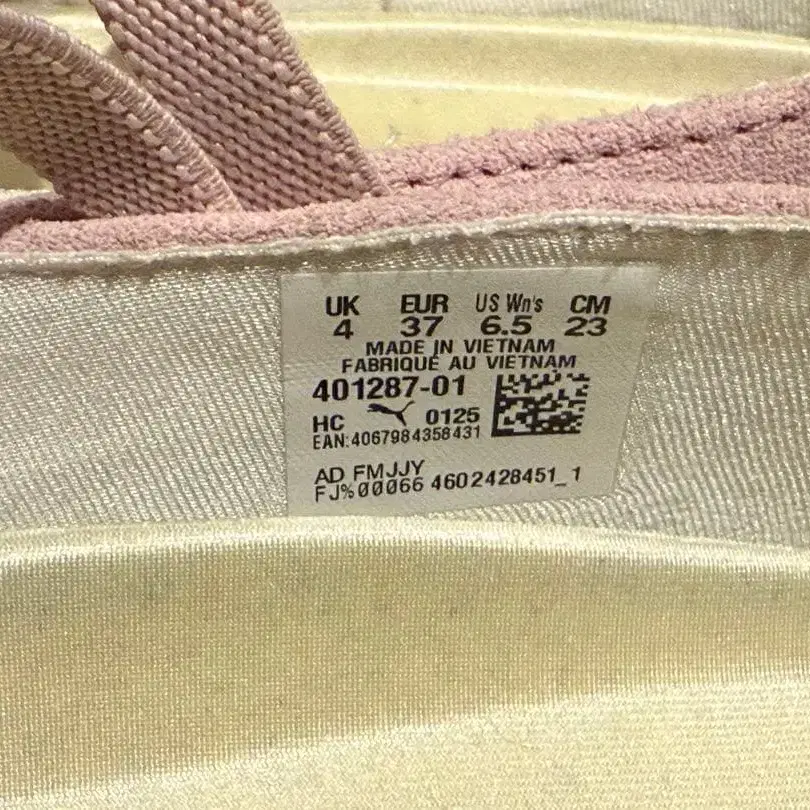 UK EUR US Wn's CM
4 37 6.5 23
MADE IN VIETNAM
FABRIQUÉ AU VIETNAM
401287-01
HC 0125
EAN:4067984358431
AD FMJJY
FJ%00066 4602428451_1